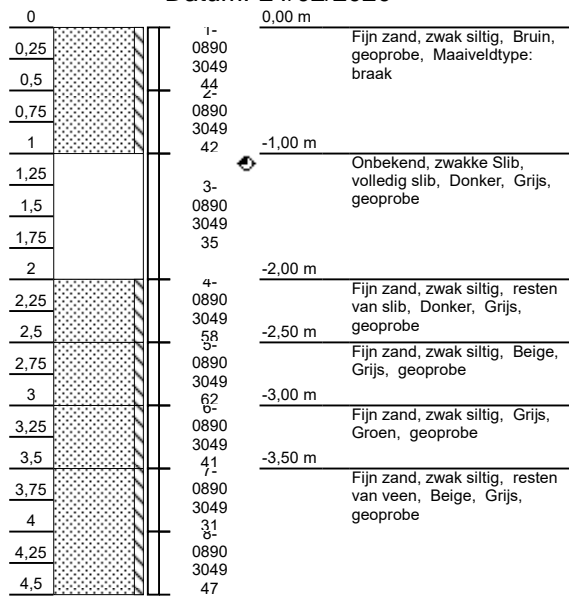 0
0,25
0,5
0,75
1
1,25
1,5
1,75
2
2,25
2,5
2,75
3
3,25
3,5
3,75
4
4,25
4,5
1-
0890
3049
44
2-
0890
3049
42
3-
0890
3049
35
4-
0890
3049
58
5-
0890
3049
62
6-
0890
3049
41
7-
0890
3049
31
8-
0890
3049
47
0,00 m
Fijn zand, zwak siltig, Bruin,
geoprobe, Maaiveldtype:
braak
-1,00 m
Onbekend, zwakke Slib,
volledig slib, Donker, Grijs,
geoprobe
-2,00 m
Fijn zand, zwak siltig, resten
van slib, Donker, Grijs,
geoprobe
-2,50 m
Fijn zand, zwak siltig, Beige,
Grijs, geoprobe
-3,00 m
Fijn zand, zwak siltig, Grijs,
Groen, geoprobe
-3,50 m
Fijn zand, zwak siltig, resten
van veen, Beige, Grijs,
geoprobe